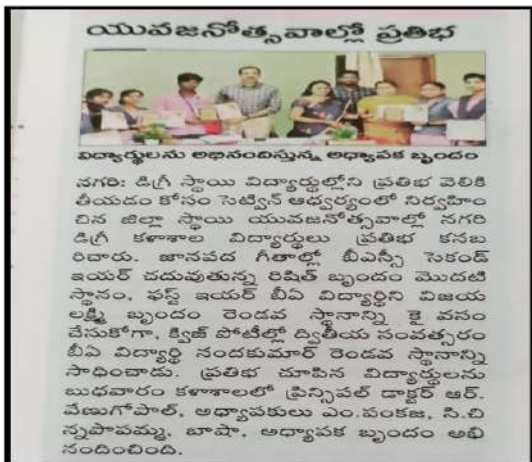 యువజనోత్సవాల్లో ప్రతిభ
విద్యార్థులను అభినందిస్తున్న అధ్యాపక బృందం
నగరి: డిగ్రీ స్థాయి విద్యార్థుల్లోని ప్రతిభ వెలికి
తీయడం కోసం సెట్విన్ ఆధ్వర్యంలో నిర్వహిం
చిన జిల్లా స్థాయి యువజనోత్సవాల్లో నగరి
డిగ్రీ కళాశాల విద్యార్థులు ప్రతిభ కనబ
రిచారు. జానపద గీతాల్లో బీఎస్సీ సెకండ్
ఇయర్ చదువుతున్న రిషిత్ బృందం మొదటి
స్థానం, ఫస్ట్ ఇయర్ బీఏ విద్యార్థిని విజయ
లక్ష్మి బృందం రెండవ స్థానాన్ని కై వసం
చేసుకోగా, క్విజ్ పోటీల్లో ద్వితీయ సంవత్సరం
బీఏ విద్యార్థి నందకుమార్ రెండవ స్థానాన్ని
సాధించాడు. ప్రతిభ చూపిన విద్యార్థులను
బుధవారం కళాశాలలో ప్రిన్సిపల్ డాక్టర్ ఆర్.
వేణుగోపాల్, అధ్యాపకులు ఎం.పంకజ, సి.చి
న్నపాపమ్మ, బాషా, అధ్యాపక బృందం అభి
నందించింది.